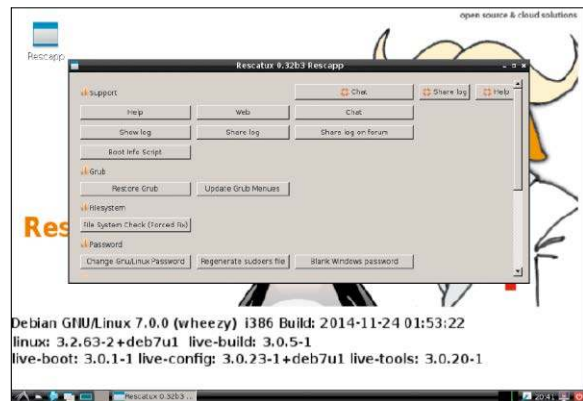 open source & cloud solutions
Rescapp
Rescatux 0.32b3 Rescapp
Support
Chat
Share log
Help
Help
Web
Chat
Show log
Share log
Share log on forum
Boot Info Script
Grub
Restore Grub
Update Grub Menues
Filesystem
File System Check (Forced Fix)
Res
Password
Change Gnu/Linux Password
Regenerate sudoers file
Blank Windows password
Debian GNU/Linux 7.0.0 (wheezy) i386 Build: 2014-11-24 01:53:22
linux: 3.2.63-2+deb7u1 live-build: 3.0.5-1
live-boot: 3.0.1-1 live-config: 3.0.23-1+deb7u1 live-tools: 3.0.20-1
Rescatux 0.32b3 ...
20:41